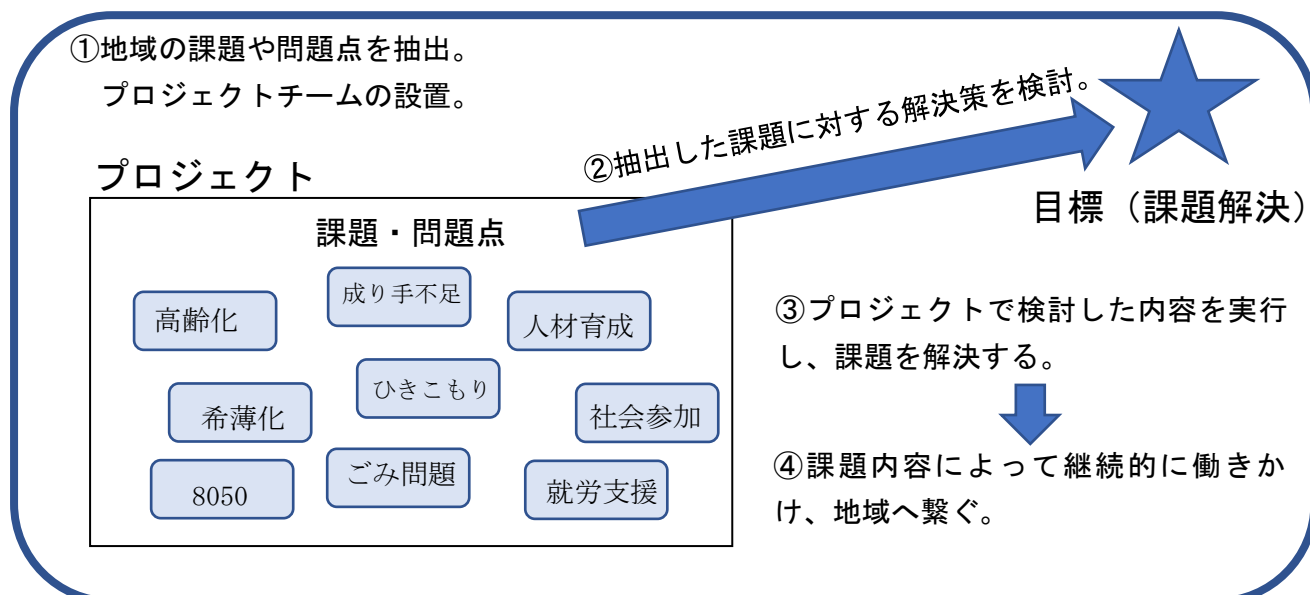 ①地域の課題や問題点を抽出。
プロジェクトチームの設置。
②抽出した課題に対する解決策を検討。
目標（課題解決）
プロジェクト
課題・問題点
高齢化
成り手不足
人材育成
希薄化
ひきこもり
社会参加
8050
ごみ問題
就労支援
③プロジェクトで検討した内容を実行
し、課題を解決する。
④課題内容によって継続的に働きか
け、地域へ繋ぐ。